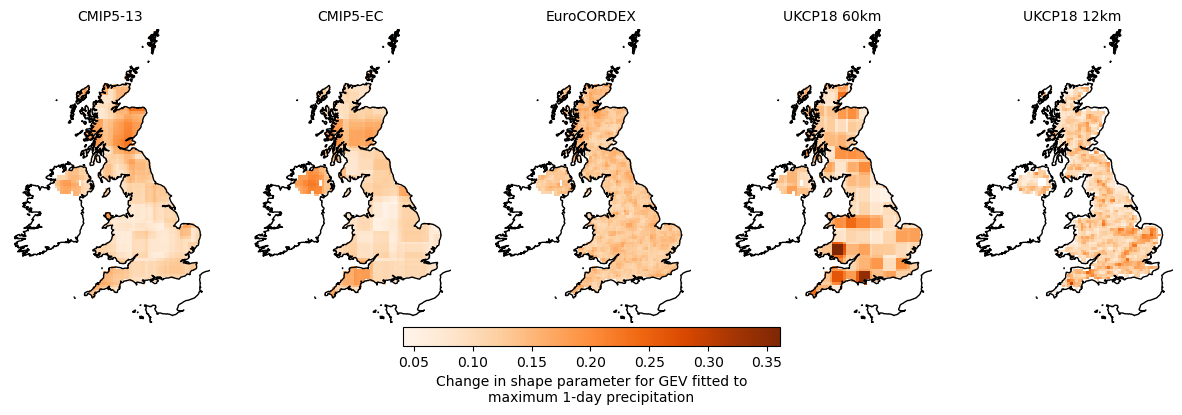 CMIP5-13
CMIP5-EC
EuroCORDEX
UKCP18 60km
UKCP18 12km
0.05 0.10 0.15 0.20 0.25 0.30 0.35
Change in shape parameter for GEV fitted to
maximum 1-day precipitation